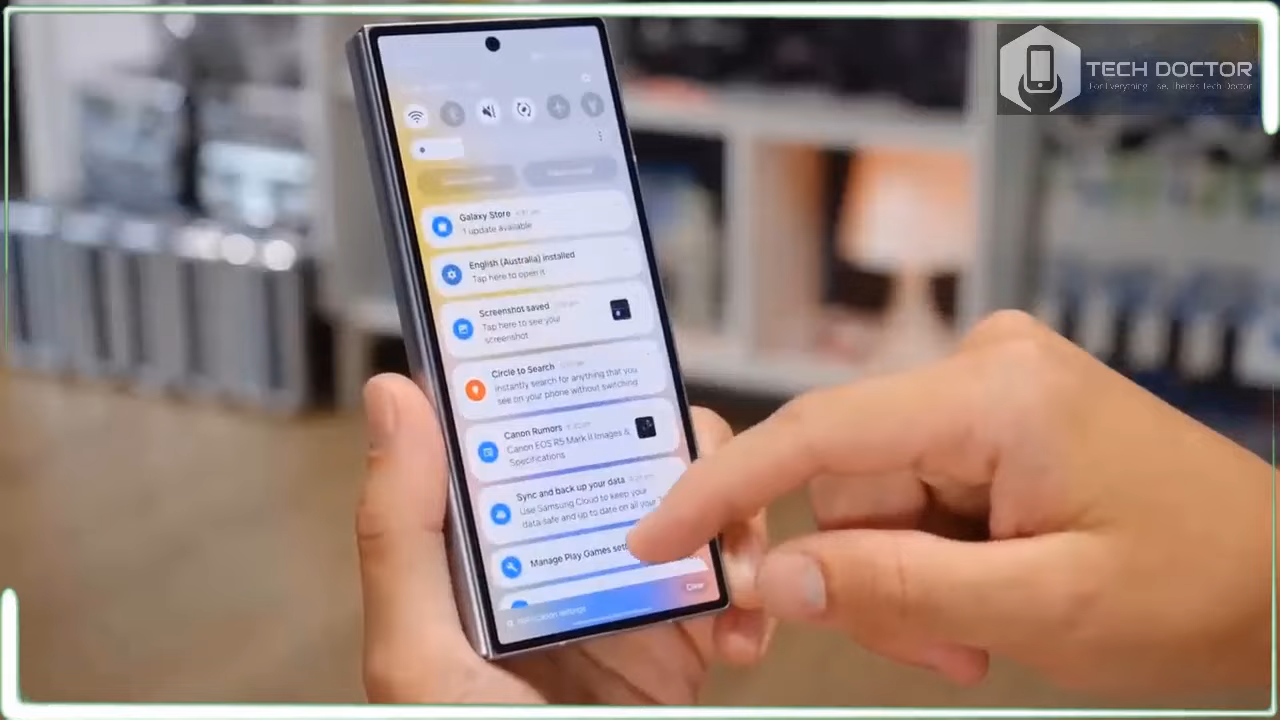 TECH DOCTOR
Galaxy Store
1 update available
English (Australia) installed
Tap here to open it
Screenshot saved
Tap here to see your
screenshot
Circle to Search
Instantly search for anything that you
see on your phone without switching
Canon Rumors
Canon EOS R5 Mark II Images &
Specifications
Sync and back up your data
Use Samsung Cloud to keep your
data safe and up to date on all your
Manage Play Games
Notification settings
Clear